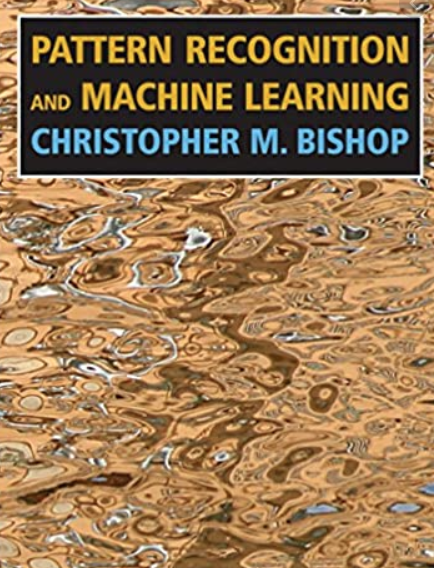 PATTERN RECOGNITION
AND MACHINE LEARNING
CHRISTOPHER M. BISHOP